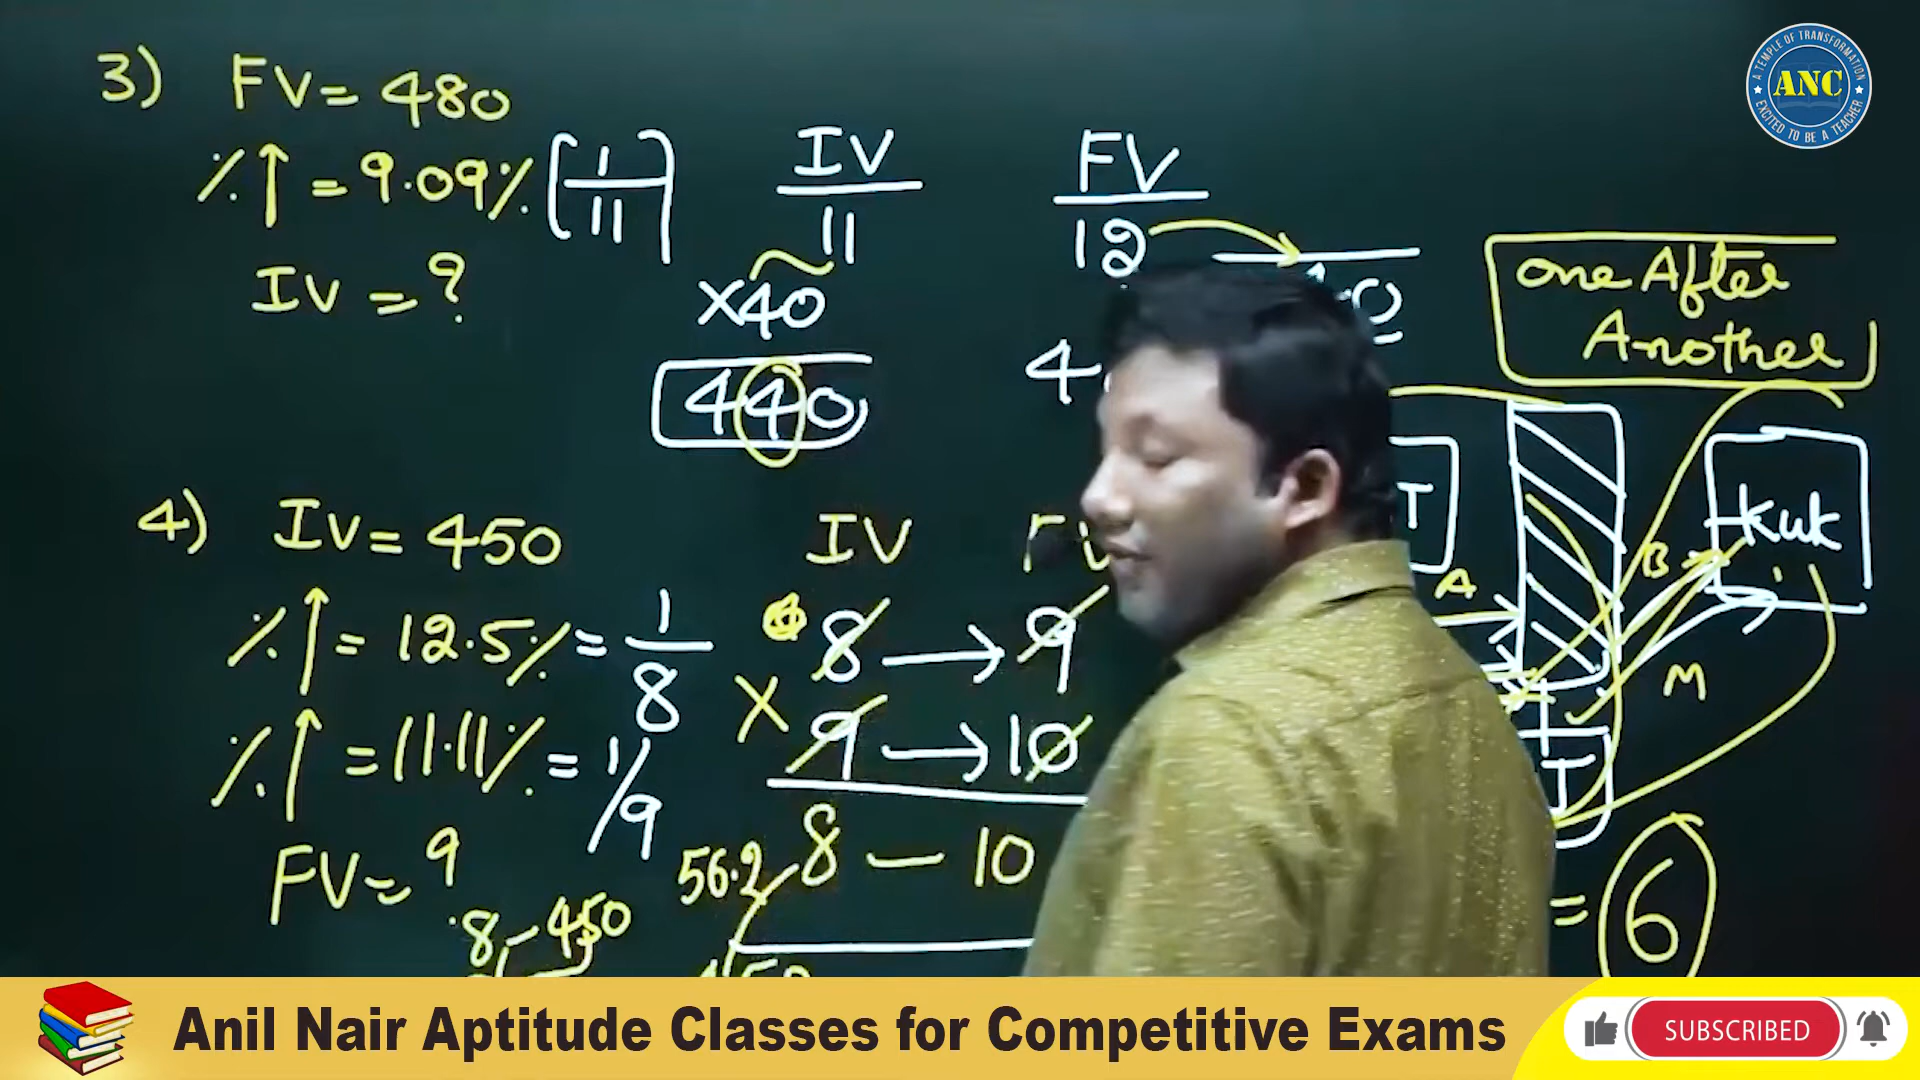 3) FV = 480
% ↑ = 9.09% [1/11]
IV = ?
IV FV
11 12
×40
440
4) IV = 450
% ↑ = 12.5% = 1/8
% ↑ = 11.11% = 1/9
FV = ?
8 - 450
IV
8 → 9
× 9 → 10
8 — 10
56.2
one After
Another
T
KUK
A
B
M
T
= 6
A TEMPLE OF TRANSFORMATION
ANC
EXCITED TO BE A TEACHER
Anil Nair Aptitude Classes for Competitive Exams
SUBSCRIBED